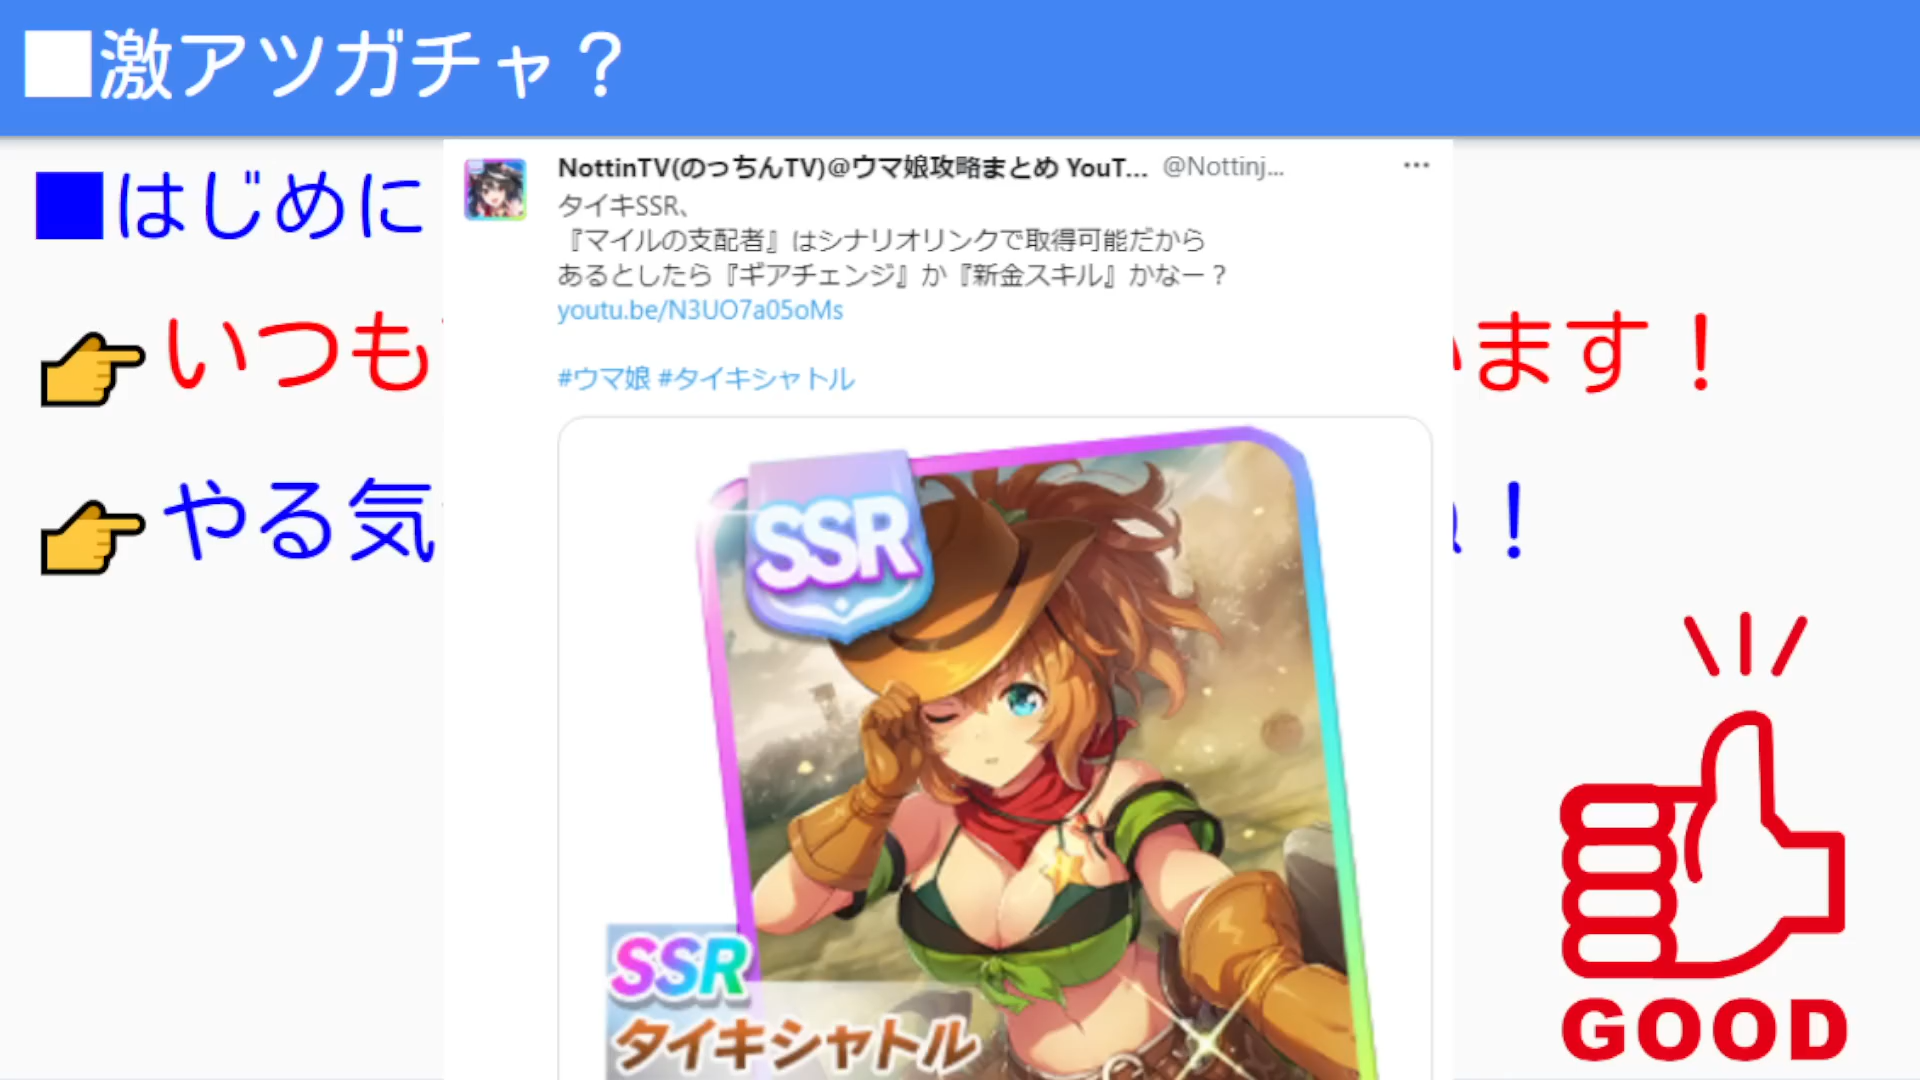 ■激アツガチャ？
■はじめに
NottinTV(のっちんTV)@ウマ娘攻略まとめ YouT... @Nottinj...
タイキSSR、
『マイルの支配者』はシナリオリンクで取得可能だから
あるとしたら『ギアチェンジ』か『新金スキル』かなー？
youtu.be/N3UO7a05oMs
#ウマ娘 #タイキシャトル
👉いつも
います！
👉やる気
ね！
SSR
SSR
タイキシャトル
GOOD